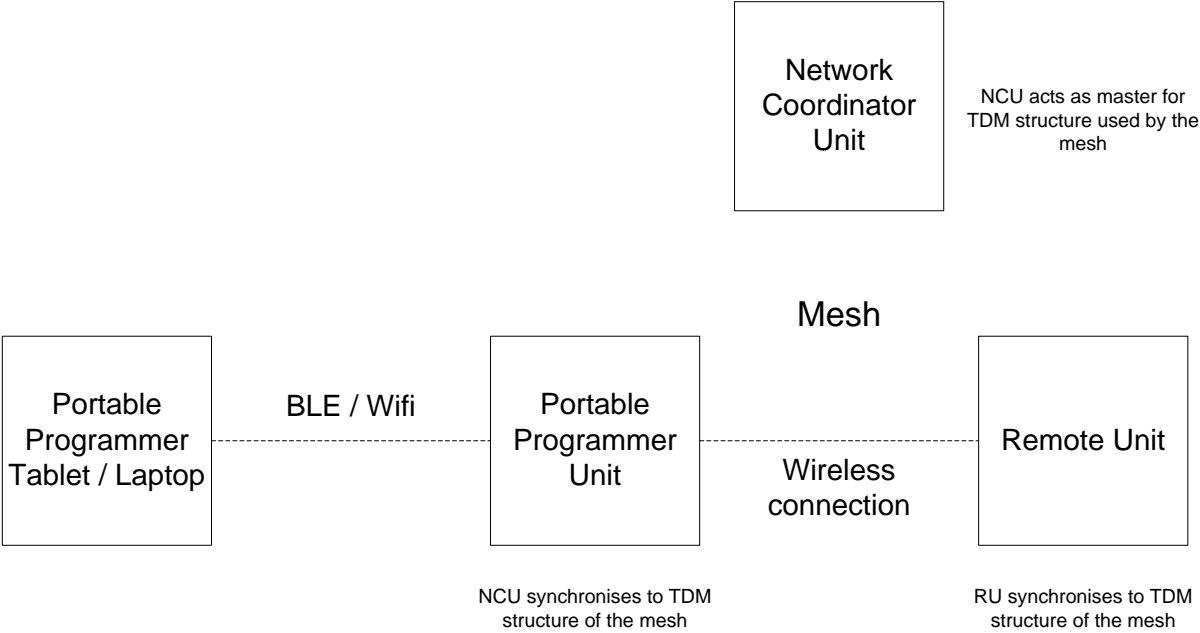 Network
Coordinator
Unit
NCU acts as master for
TDM structure used by the
mesh
Mesh
Portable
Programmer
Tablet / Laptop
BLE / Wifi
Portable
Programmer
Unit
Wireless
connection
Remote Unit
NCU synchronises to TDM
structure of the mesh
RU synchronises to TDM
structure of the mesh